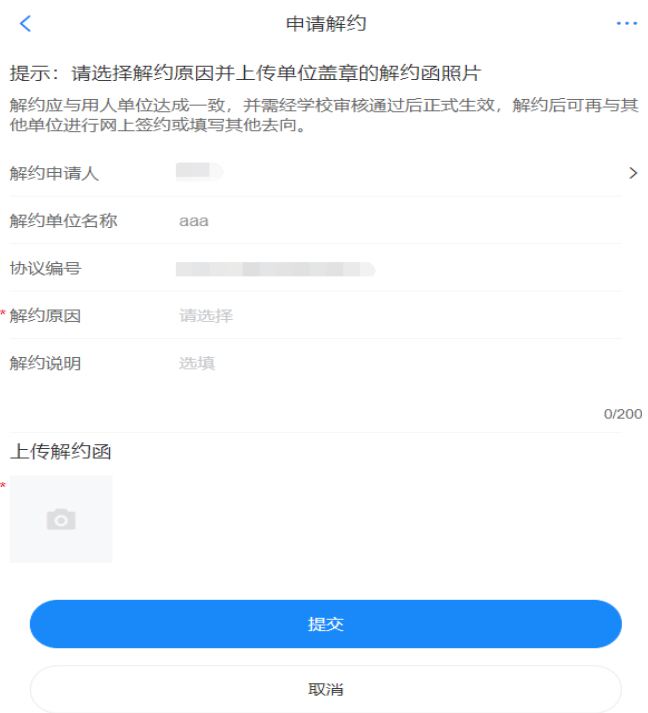 申请解约
提示：请选择解约原因并上传单位盖章的解约函照片
解约应与用人单位达成一致，并需经学校审核通过后正式生效，解约后可再与其
他单位进行网上签约或填写其他去向。
解约申请人
解约单位名称 aaa
协议编号
*解约原因 请选择
解约说明 选填
0/200
上传解约函
*
提交
取消